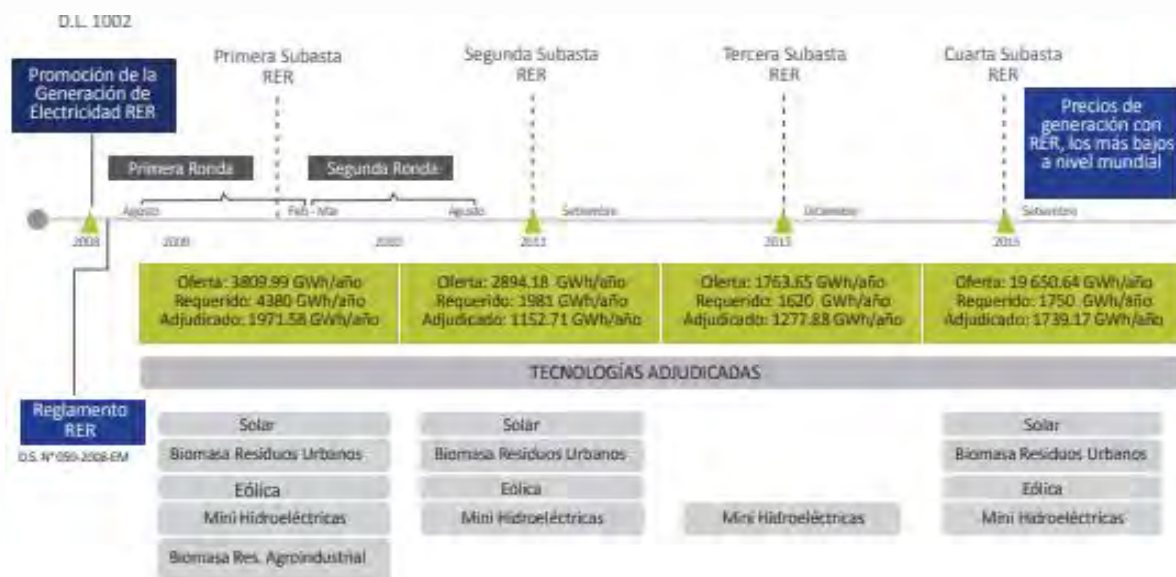 D.L. 1002
Promoción de la
Generación de
Electricidad RER
Primera Subasta
RER
Segunda Subasta
RER
Tercera Subasta
RER
Cuarta Subasta
RER
Precios de
generación con
RER, los más bajos
a nivel mundial
Primera Ronda
Segunda Ronda
Agosto
Feb - Mar
Agosto
Setiembre
Diciembre
Setiembre
2008
2009
2010
2011
2013
2015
Oferta: 3809.99 GWh/año
Requerido: 4380 GWh/año
Adjudicado: 1971.58 GWh/año
Oferta: 2894.18 GWh/año
Requerido: 1981 GWh/año
Adjudicado: 1152.71 GWh/año
Oferta: 1763.65 GWh/año
Requerido: 1620 GWh/año
Adjudicado: 1277.88 GWh/año
Oferta: 19 650.64 GWh/año
Requerido: 1750 GWh/año
Adjudicado: 1739.17 GWh/año
TECNOLOGÍAS ADJUDICADAS
Reglamento
RER
D.S. N° 050-2008-EM
Solar
Biomasa Residuos Urbanos
Eólica
Mini Hidroeléctricas
Biomasa Res. Agroindustrial
Solar
Biomasa Residuos Urbanos
Eólica
Mini Hidroeléctricas
Mini Hidroeléctricas
Solar
Biomasa Residuos Urbanos
Eólica
Mini Hidroeléctricas